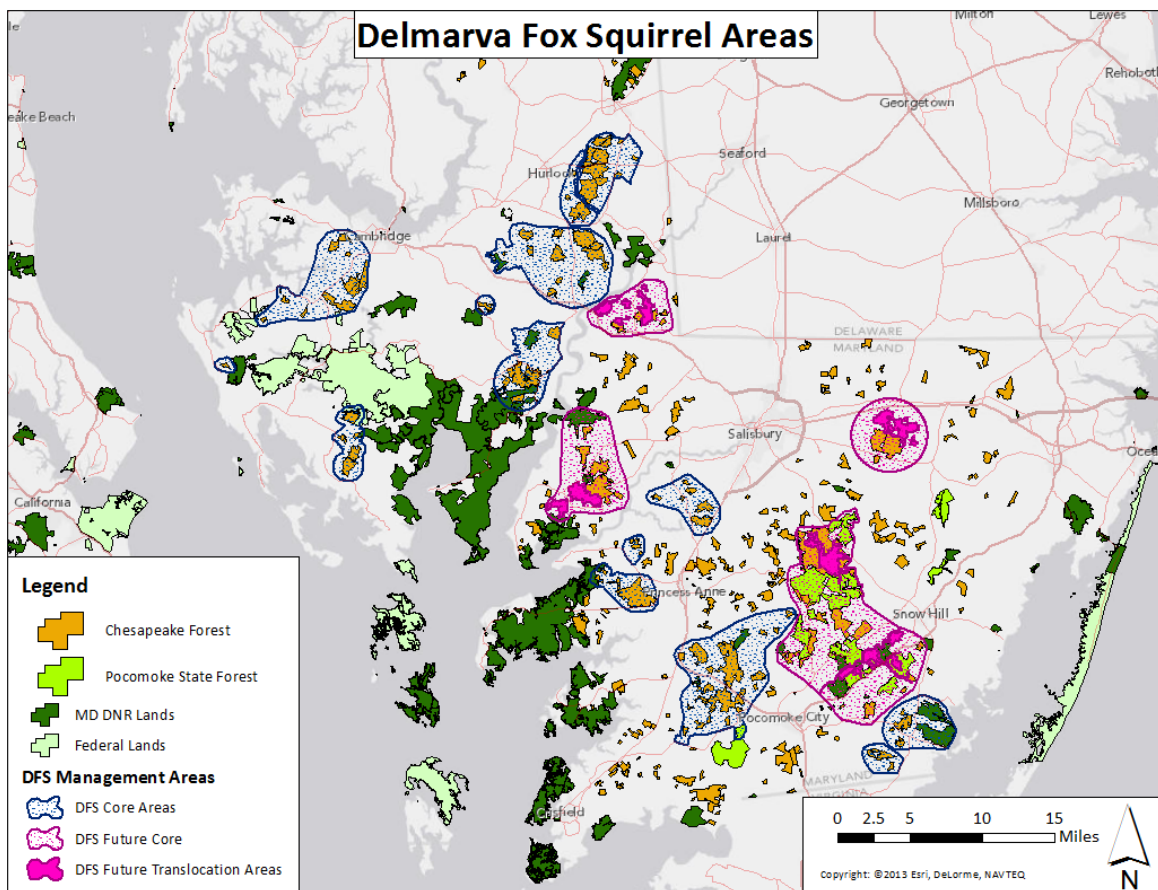 Delmarva Fox Squirrel Areas
Milton
Lewes
Rehoboth
Georgetown
eake Beach
Seaford
Hurlock
Millsboro
Cambridge
Laurel
DELAWARE
MARYLAND
Salisbury
Ocea
California
Princess Anne
Snow Hill
Pocomoke City
MARYLAND
VIRGINIA
Crisfield
Legend
Chesapeake Forest
Pocomoke State Forest
MD DNR Lands
Federal Lands
DFS Management Areas
DFS Core Areas
DFS Future Core
DFS Future Translocation Areas
0 2.5 5 10 15
Miles
Copyright: ©2013 Esri, DeLorme, NAVTEQ
N